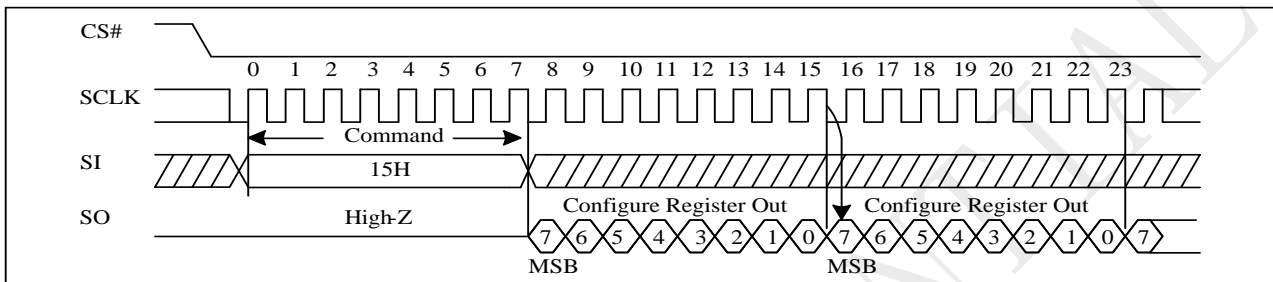 CS#
0 1 2 3 4 5 6 7 8 9 10 11 12 13 14 15 16 17 18 19 20 21 22 23
SCLK
Command
SI
15H
SO
High-Z
Configure Register Out
Configure Register Out
7 6 5 4 3 2 1 0 7 6 5 4 3 2 1 0 7
MSB
MSB